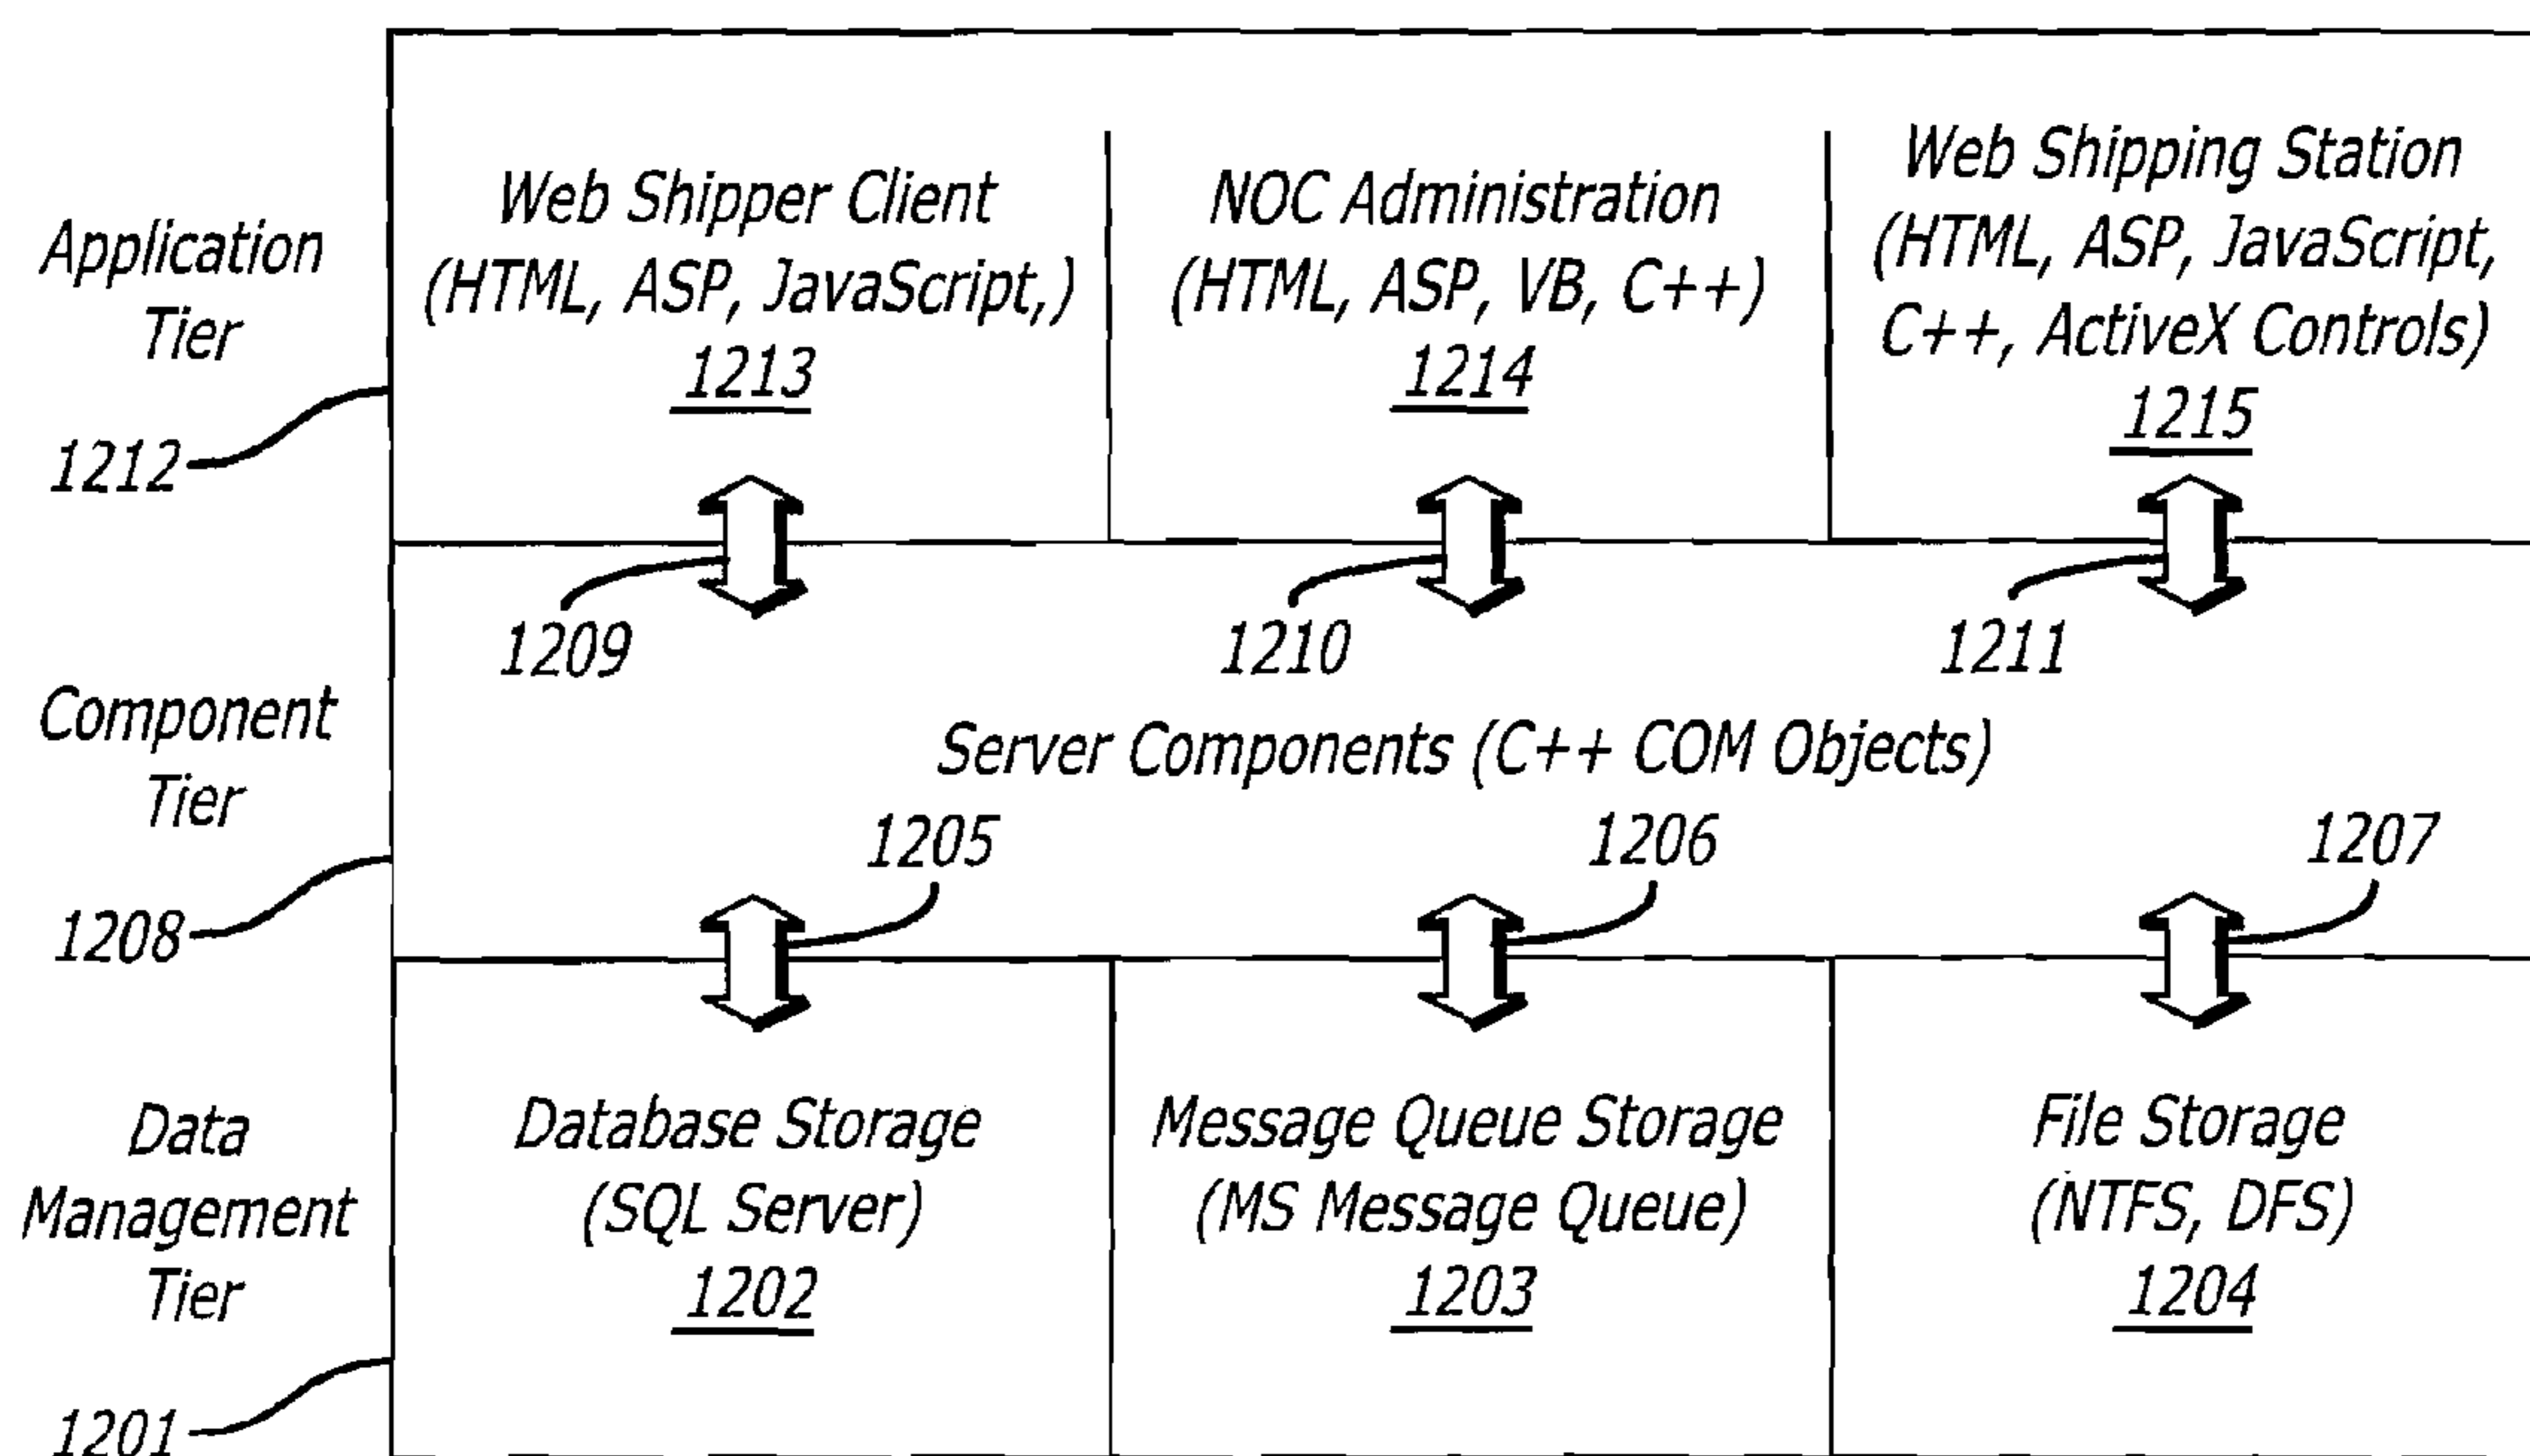 Application
Tier
1212
Web Shipper Client
(HTML, ASP, JavaScript,)
1213
NOC Administration
(HTML, ASP, VB, C++)
1214
Web Shipping Station
(HTML, ASP, JavaScript,
C++, ActiveX Controls)
1215
1209
1210
1211
Component
Tier
1208
Server Components (C++ COM Objects)
1205
1206
1207
Data
Management
Tier
1201
Database Storage
(SQL Server)
1202
Message Queue Storage
(MS Message Queue)
1203
File Storage
(NTFS, DFS)
1204